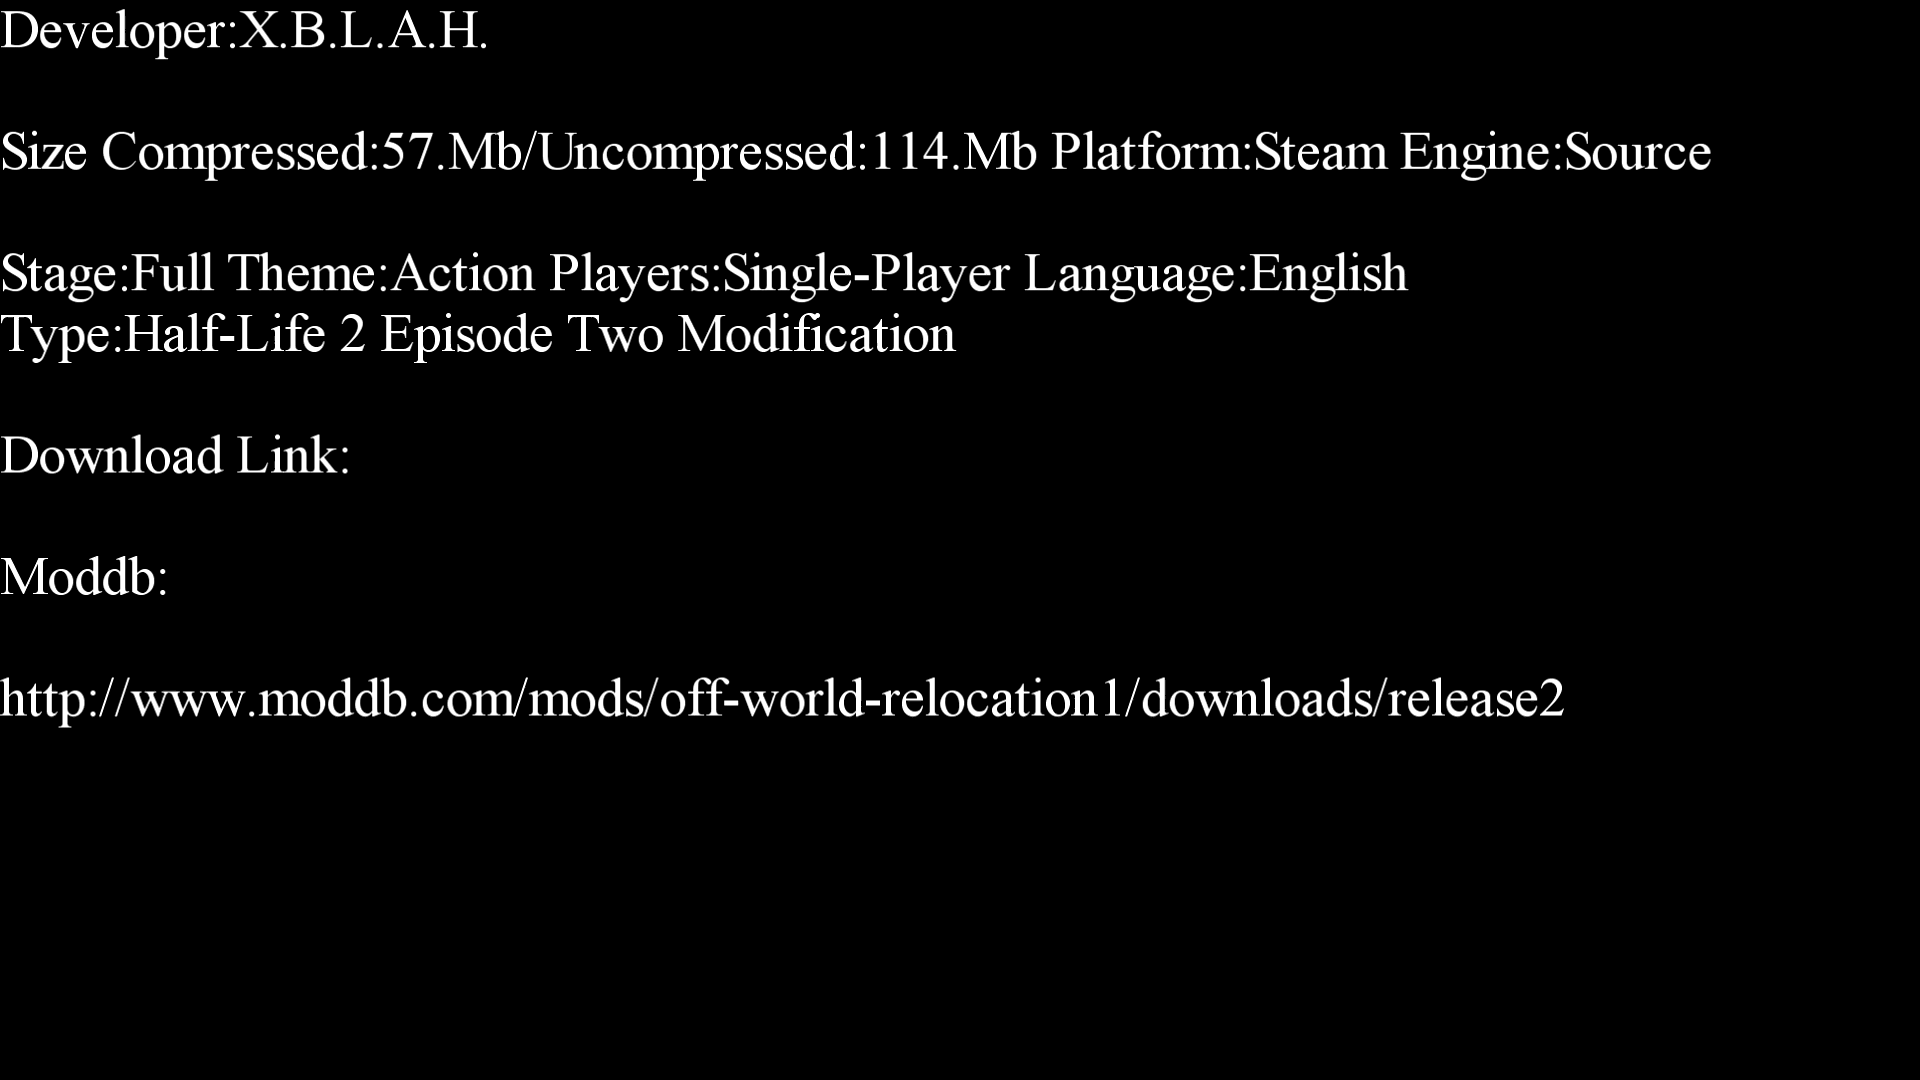 Developer:X.B.L.A.H.
Size Compressed:57.Mb/Uncompressed:114.Mb Platform:Steam Engine:Source
Stage:Full Theme:Action Players:Single-Player Language:English
Type:Half-Life 2 Episode Two Modification
Download Link:
Moddb:
http://www.moddb.com/mods/off-world-relocation1/downloads/release2